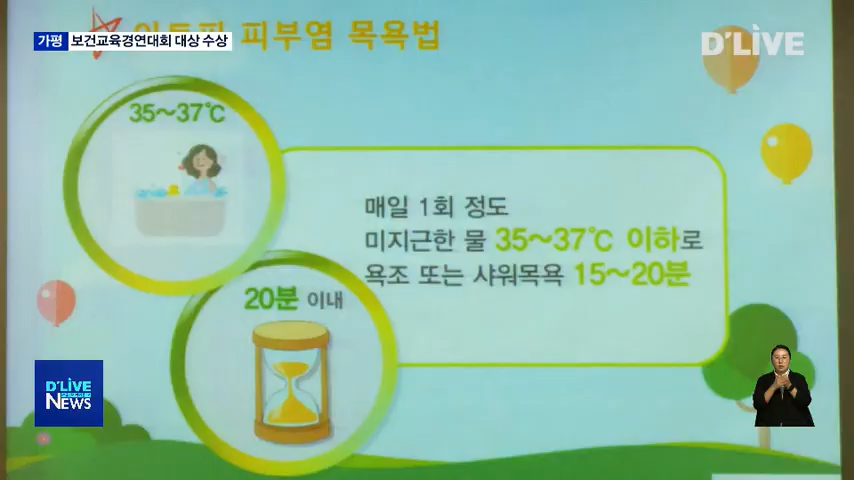 가평 보건교육경연대회 대상 수상
피부염 목욕법
D'LIVE
35~37℃
매일 1회 정도
미지근한 물 35~37℃ 이하로
욕조 또는 샤워목욕 15~20분
20분 이내
D'LIVE
NEWS